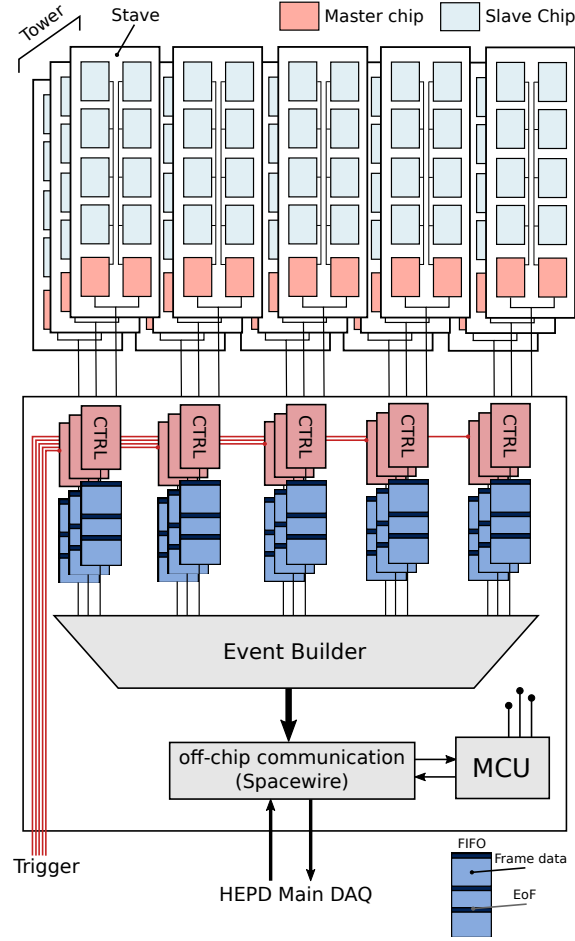 Tower
Stave
Master chip
Slave Chip
CTRL
CTRL
CTRL
CTRL
CTRL
Event Builder
off-chip communication
(Spacewire)
MCU
Trigger
HEPD Main DAQ
FIFO
Frame data
EoF